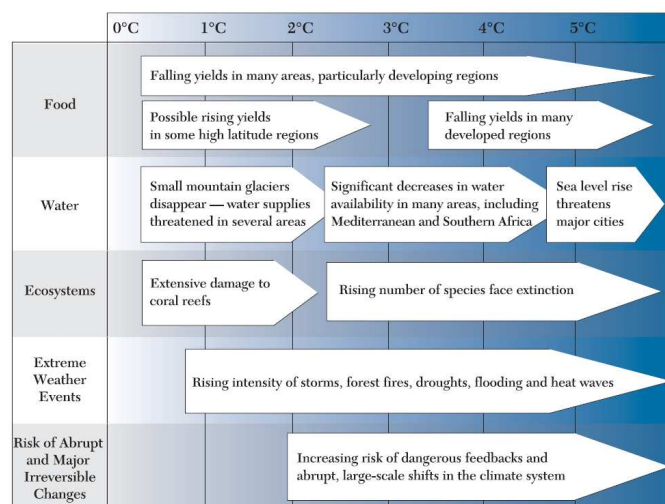 0°C 1°C 2°C 3°C 4°C 5°C
Food
Falling yields in many areas, particularly developing regions
Possible rising yields
in some high latitude regions
Falling yields in many
developed regions
Water
Small mountain glaciers
disappear — water supplies
threatened in several areas
Significant decreases in water
availability in many areas, including
Mediterranean and Southern Africa
Sea level rise
threatens
major cities
Ecosystems
Extensive damage to
coral reefs
Rising number of species face extinction
Extreme
Weather
Events
Rising intensity of storms, forest fires, droughts, flooding and heat waves
Risk of Abrupt
and Major
Irreversible
Changes
Increasing risk of dangerous feedbacks and
abrupt, large-scale shifts in the climate system